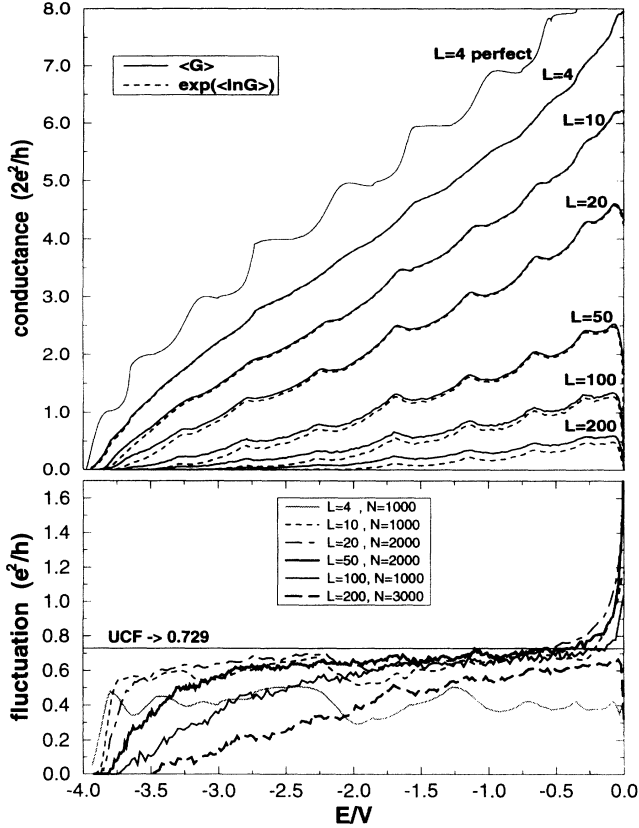 8.0
7.0
6.0
5.0
4.0
3.0
2.0
1.0
0.0
conductance (2e²/h)
<G>
exp(<lnG>)
L=4 perfect
L=4
L=10
L=20
L=50
L=100
L=200
1.6
1.4
1.2
1.0
0.8
0.6
0.4
0.2
0.0
fluctuation (e²/h)
L=4 , N=1000
L=10 , N=1000
L=20 , N=2000
L=50 , N=2000
L=100, N=1000
L=200, N=3000
UCF -> 0.729
-4.0 -3.5 -3.0 -2.5 -2.0 -1.5 -1.0 -0.5 0.0
E/V